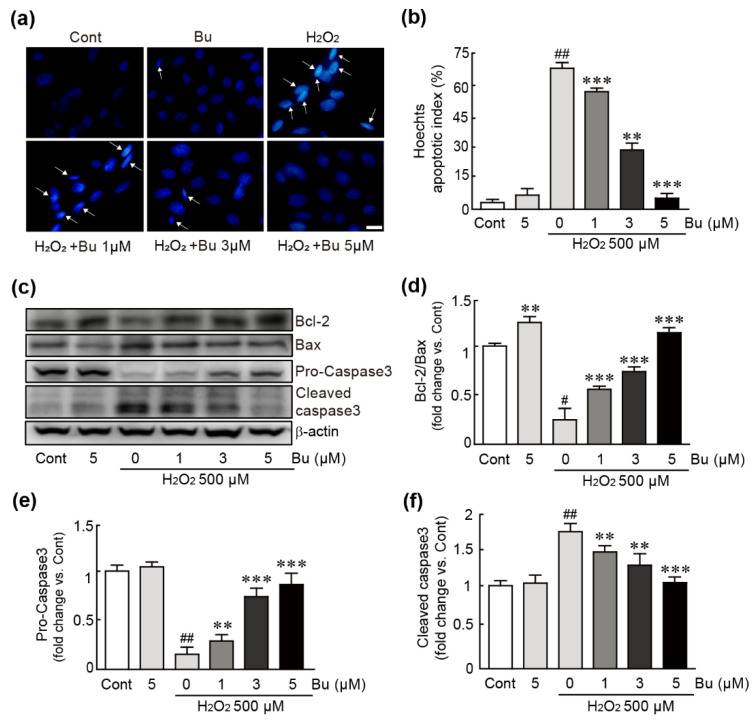 (a)
Cont Bu H₂O₂
H₂O₂ +Bu 1μM H₂O₂ +Bu 3μM H₂O₂ +Bu 5μM
(b)
Hoechts
apoptotic index (%)
75
60
30
15
0
##
***
**
***
Cont 5 0 1 3 5 Bu (μM)
H₂O₂ 500 μM
(c)
Bcl-2
Bax
Pro-Caspase3
Cleaved
caspase3
β-actin
Cont 5 0 1 3 5 Bu (μM)
H₂O₂ 500 μM
(d)
Bcl-2/Bax
(fold change vs. Cont)
1.5
1
0.5
0
**
#
***
***
***
Cont 5 0 1 3 5 Bu (μM)
H₂O₂ 500 μM
(e)
Pro-Caspase3
(fold change vs. Cont)
1.5
1
0.5
0
##
**
***
***
Cont 5 0 1 3 5 Bu (μM)
H₂O₂ 500 μM
(f)
Cleaved caspase3
(fold change vs. Cont)
2
1.5
1
0.5
0
##
**
**
***
Cont 5 0 1 3 5 Bu (μM)
H₂O₂ 500 μM